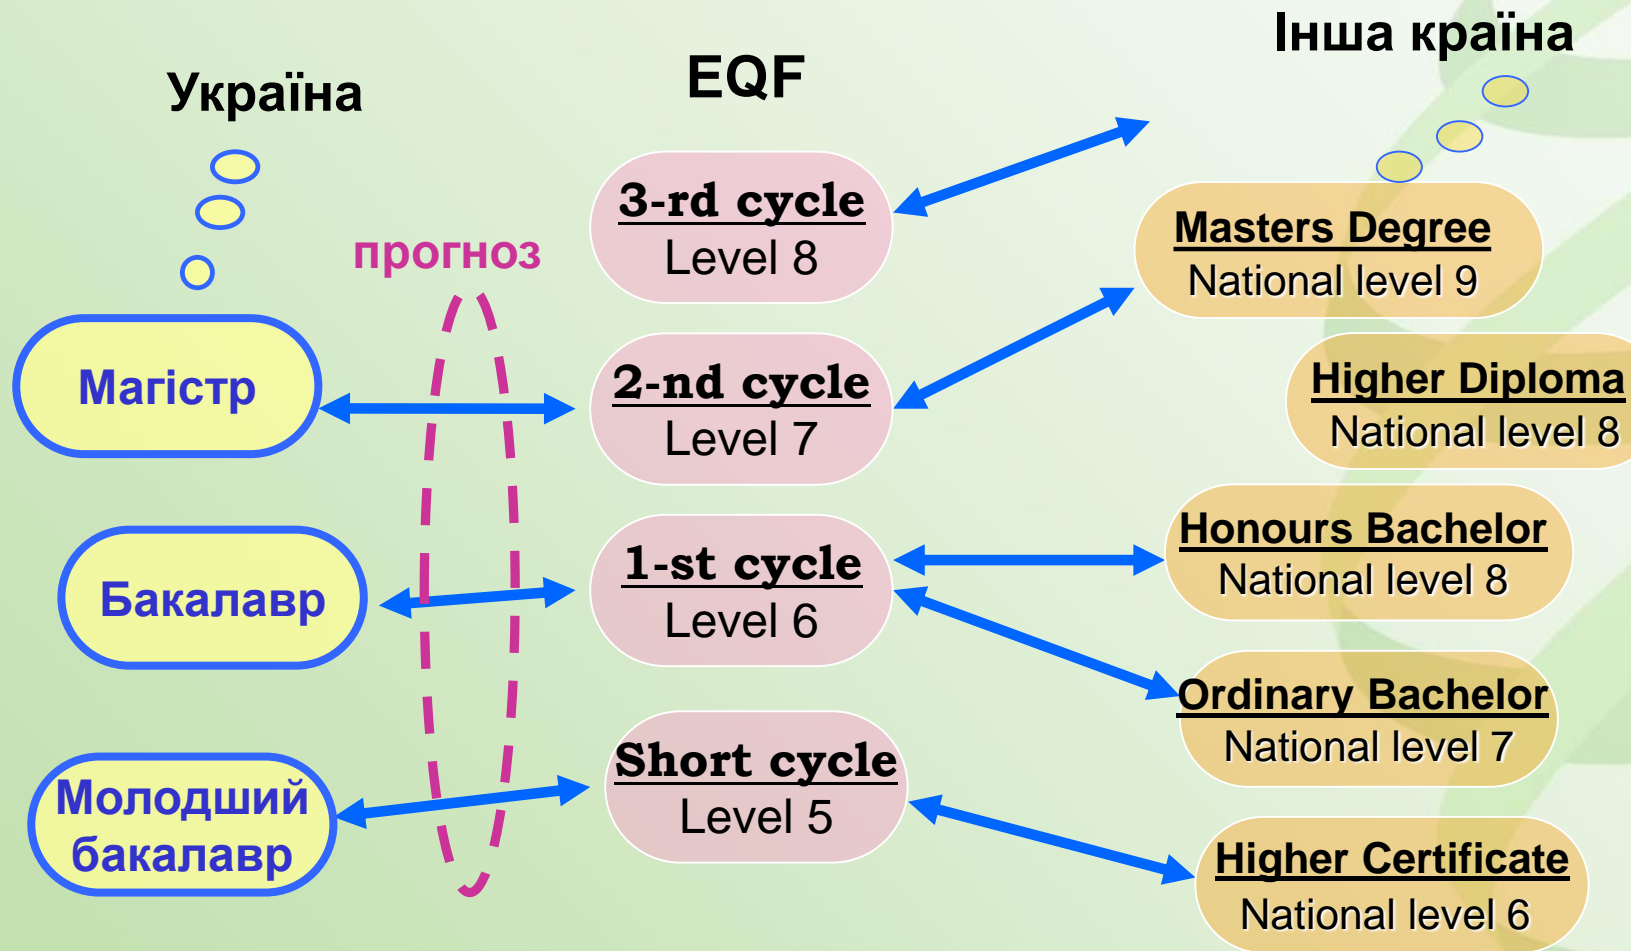 Україна
EQF
Інша країна
прогноз
Магістр
Бакалавр
Молодший
бакалавр
3-rd cycle
Level 8
2-nd cycle
Level 7
1-st cycle
Level 6
Short cycle
Level 5
Masters Degree
National level 9
Higher Diploma
National level 8
Honours Bachelor
National level 8
Ordinary Bachelor
National level 7
Higher Certificate
National level 6